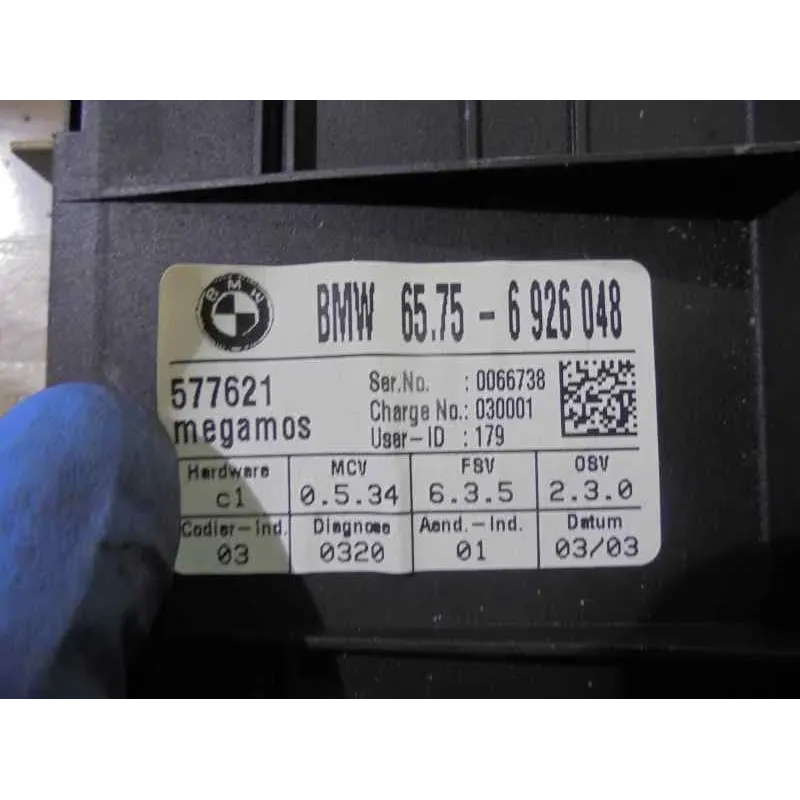 BMW
BMW 65.75 - 6 926 048
577621
megamos
Ser.No. : 0066738
Charge No.: 030001
User-ID : 179
Hardware MCV FSV OSV
c1 0.5.34 6.3.5 2.3.0
Codier-Ind. Diagnose Aend.-Ind. Datum
03 0320 01 03/03